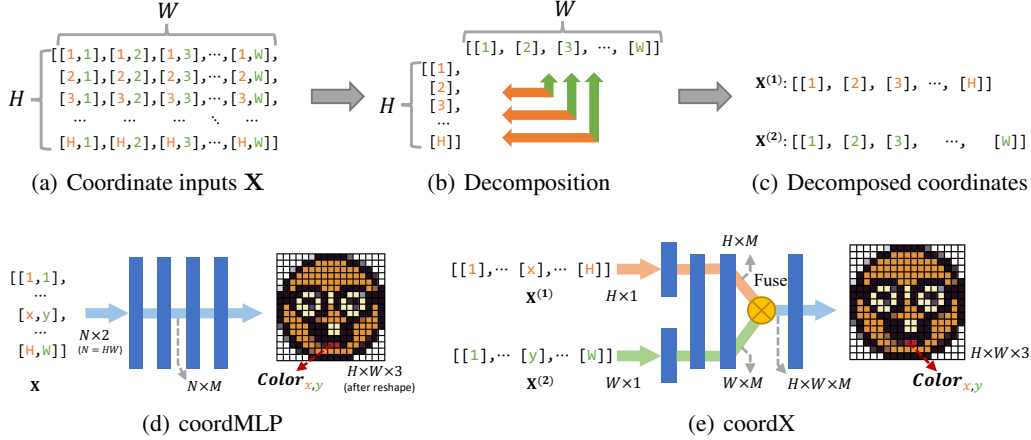 W
H
[[1,1],[1,2],[1,3],⋯,[1,W],
[2,1],[2,2],[2,3],⋯,[2,W],
[3,1],[3,2],[3,3],⋯,[3,W],
⋯ ⋯ ⋯ ⋱ ⋯
[H,1],[H,2],[H,3],⋯,[H,W]]
(a) Coordinate inputs X
W
[[1], [2], [3], ⋯, [W]]
H
[[1],
[2],
[3],
⋯
[H]]
(b) Decomposition
X(1): [[1], [2], [3], ⋯, [H]]
X(2): [[1], [2], [3], ⋯, [W]]
(c) Decomposed coordinates
[[1,1],
⋯
[x,y],
⋯
[H,W]]
X
N×2
(N = HW)
N×M
Color x,y
H×W×3
(after reshape)
(d) coordMLP
[[1],⋯ [x],⋯ [H]]
X(1)
H×1
[[1],⋯ [y],⋯ [W]]
X(2)
W×1
H×M
Fuse
W×M
H×W×M
Color x,y
H×W×3
(e) coordX